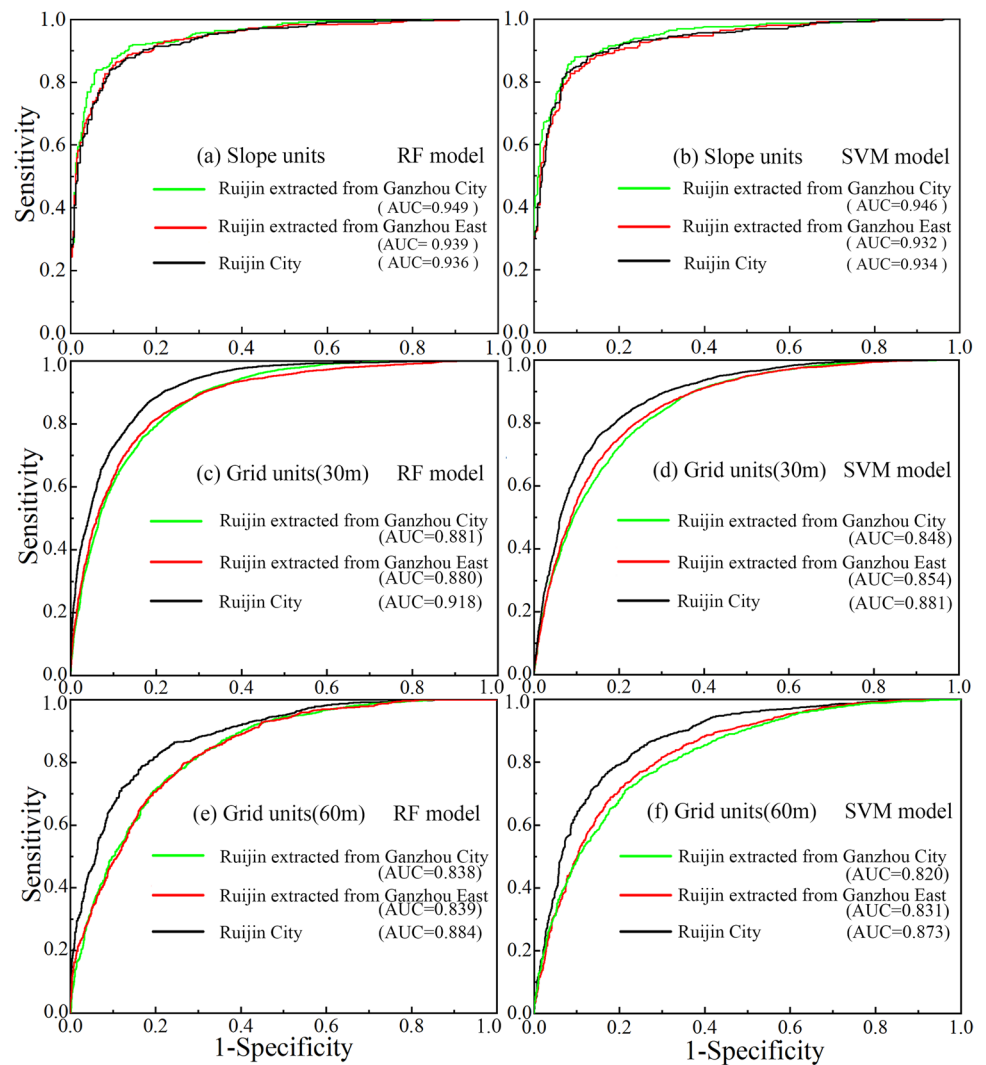 1.0
0.8
0.6
0.4
0.2
0.0
Sensitivity
(a) Slope units RF model
Ruijin extracted from Ganzhou City
( AUC=0.949 )
Ruijin extracted from Ganzhou East
(AUC= 0.939 )
Ruijin City ( AUC=0.936 )
0.0 0.2 0.4 0.6 0.8 1.0
1.0
0.8
0.6
0.4
0.2
0.0
(b) Slope units SVM model
Ruijin extracted from Ganzhou City
( AUC=0.946 )
Ruijin extracted from Ganzhou East
( AUC=0.932 )
Ruijin City ( AUC=0.934 )
0.0 0.2 0.4 0.6 0.8 1.0
1.0
0.8
0.6
0.4
0.2
0.0
Sensitivity
(c) Grid units(30m) RF model
Ruijin extracted from Ganzhou City
(AUC=0.881)
Ruijin extracted from Ganzhou East
(AUC=0.880)
Ruijin City (AUC=0.918)
0.0 0.2 0.4 0.6 0.8 1.0
1.0
0.8
0.6
0.4
0.2
0.0
(d) Grid units(30m) SVM model
Ruijin extracted from Ganzhou City
(AUC=0.848)
Ruijin extracted from Ganzhou East
(AUC=0.854)
Ruijin City (AUC=0.881)
0.0 0.2 0.4 0.6 0.8 1.0
1.0
0.8
0.6
0.4
0.2
0.0
Sensitivity
(e) Grid units(60m) RF model
Ruijin extracted from Ganzhou City
(AUC=0.838)
Ruijin extracted from Ganzhou East
(AUC=0.839)
Ruijin City (AUC=0.884)
0.0 0.2 0.4 0.6 0.8 1.0
1-Specificity
1.0
0.8
0.6
0.4
0.2
0.0
(f) Grid units(60m) SVM model
Ruijin extracted from Ganzhou City
(AUC=0.820)
Ruijin extracted from Ganzhou East
(AUC=0.831)
Ruijin City (AUC=0.873)
0.0 0.2 0.4 0.6 0.8 1.0
1-Specificity